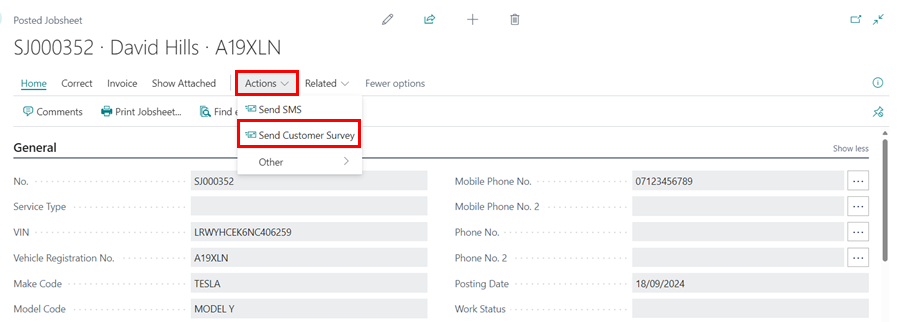 Posted Jobsheet
SJ000352 · David Hills · A19XLN
Home Correct Invoice Show Attached Actions Related Fewer options
Comments Print Jobsheet... Find
Send SMS
Send Customer Survey
Other
General Show less
No. SJ000352 Mobile Phone No. 07123456789 ...
Service Type Mobile Phone No. 2 ...
VIN LRWYHCEK6NC406259 Phone No. ...
Vehicle Registration No. A19XLN Phone No. 2 ...
Make Code TESLA Posting Date 18/09/2024
Model Code MODEL Y Work Status